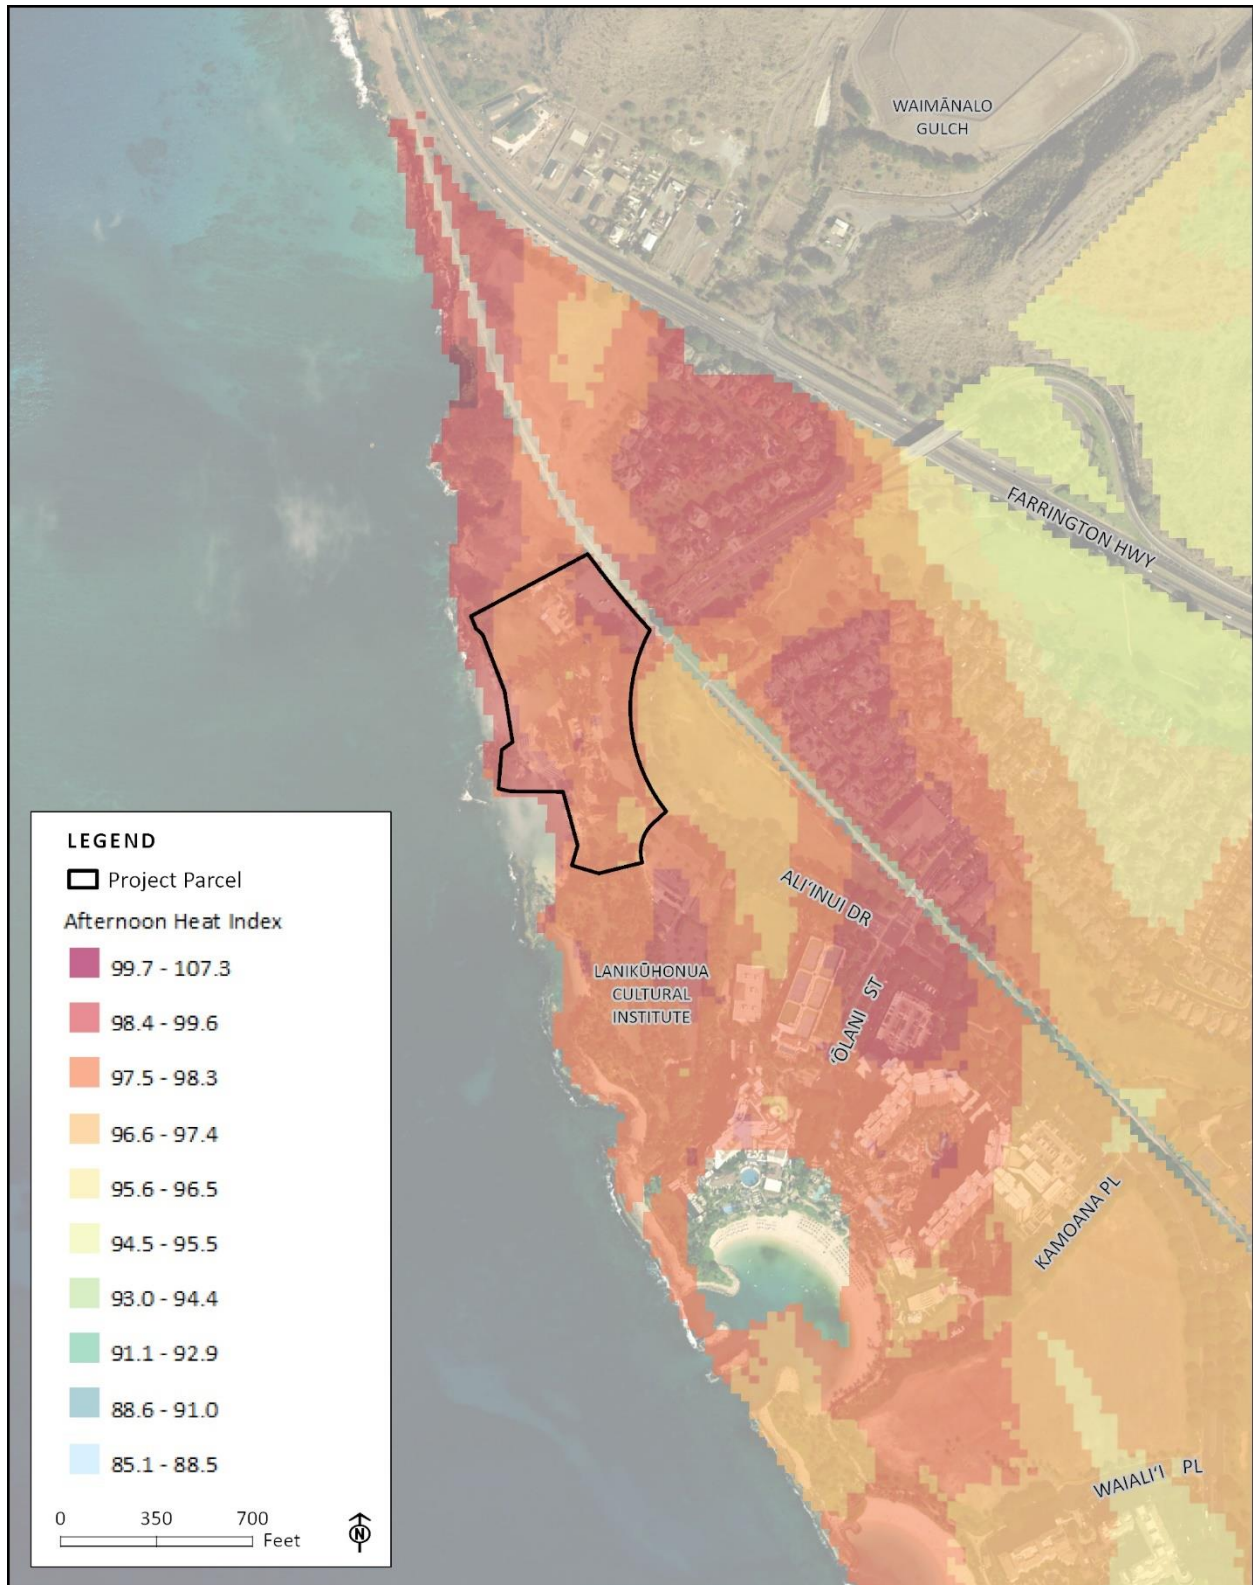 WAIMĀNALO
GULCH
FARRINGTON HWY
ALI‘INUI DR
LANIKŪHONUA
CULTURAL
INSTITUTE
‘ŌLANI ST
KAMOANA PL
WAIALI‘I PL
LEGEND
Project Parcel
Afternoon Heat Index
99.7 - 107.3
98.4 - 99.6
97.5 - 98.3
96.6 - 97.4
95.6 - 96.5
94.5 - 95.5
93.0 - 94.4
91.1 - 92.9
88.6 - 91.0
85.1 - 88.5
0 350 700
Feet
N